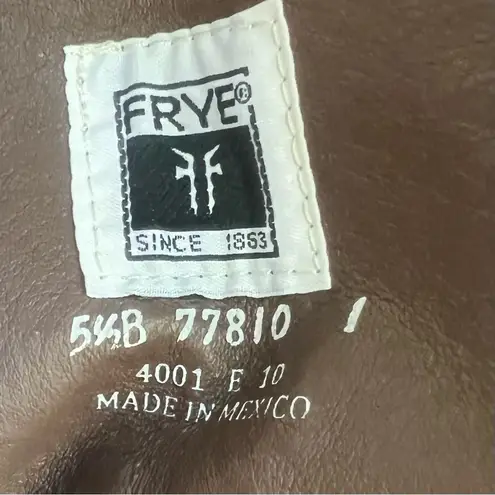 FRYE®
SINCE 1863
5½B 77810 1
4001 E 10
MADE IN MEXICO